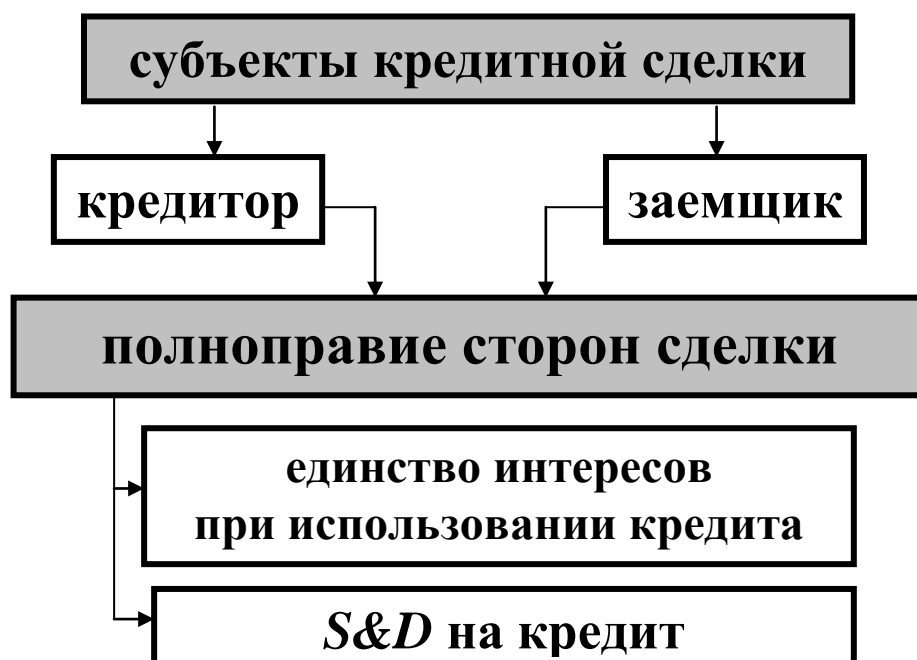 субъекты кредитной сделки
кредитор
заемщик
полноправие сторон сделки
единство интересов
при использовании кредита
S&D на кредит